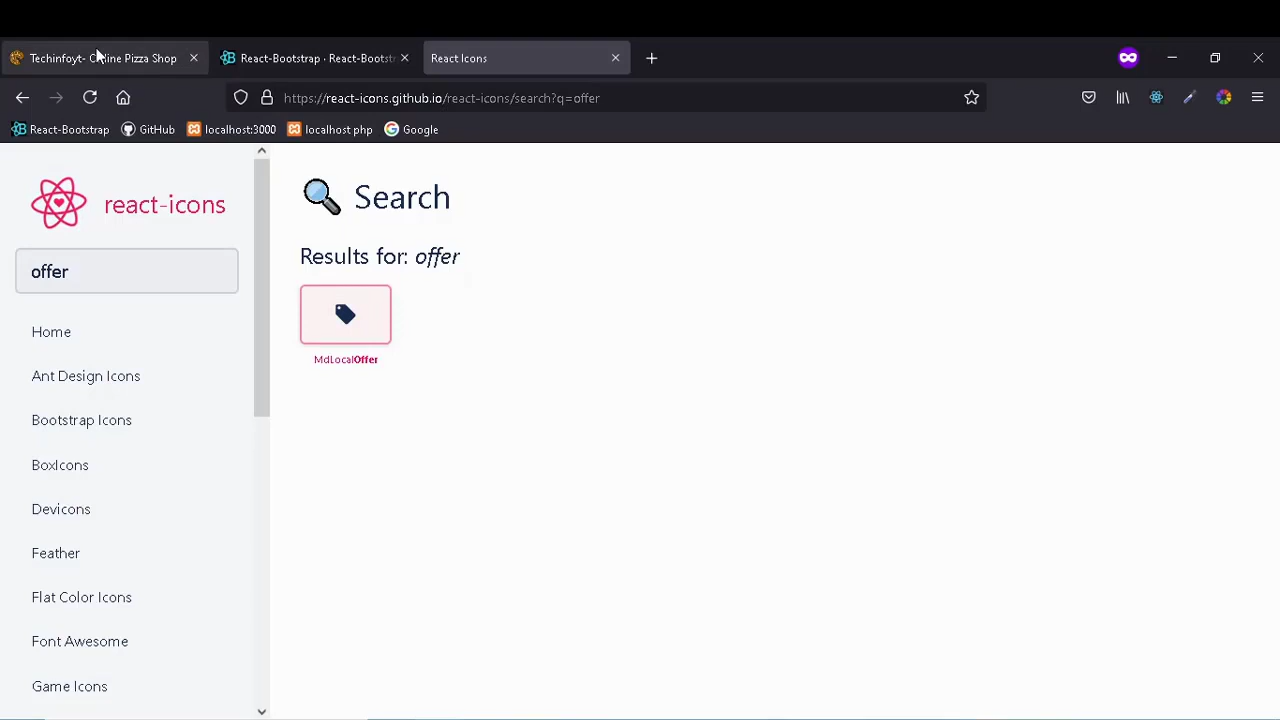 Techinfoyt- Online Pizza Shop
React-Bootstrap · React-Bootst
React Icons
https://react-icons.github.io/react-icons/search?q=offer
React-Bootstrap
GitHub
localhost:3000
localhost php
Google
react-icons
offer
Home
Ant Design Icons
Bootstrap Icons
BoxIcons
Devicons
Feather
Flat Color Icons
Font Awesome
Game Icons
Search
Results for: offer
MdLocalOffer